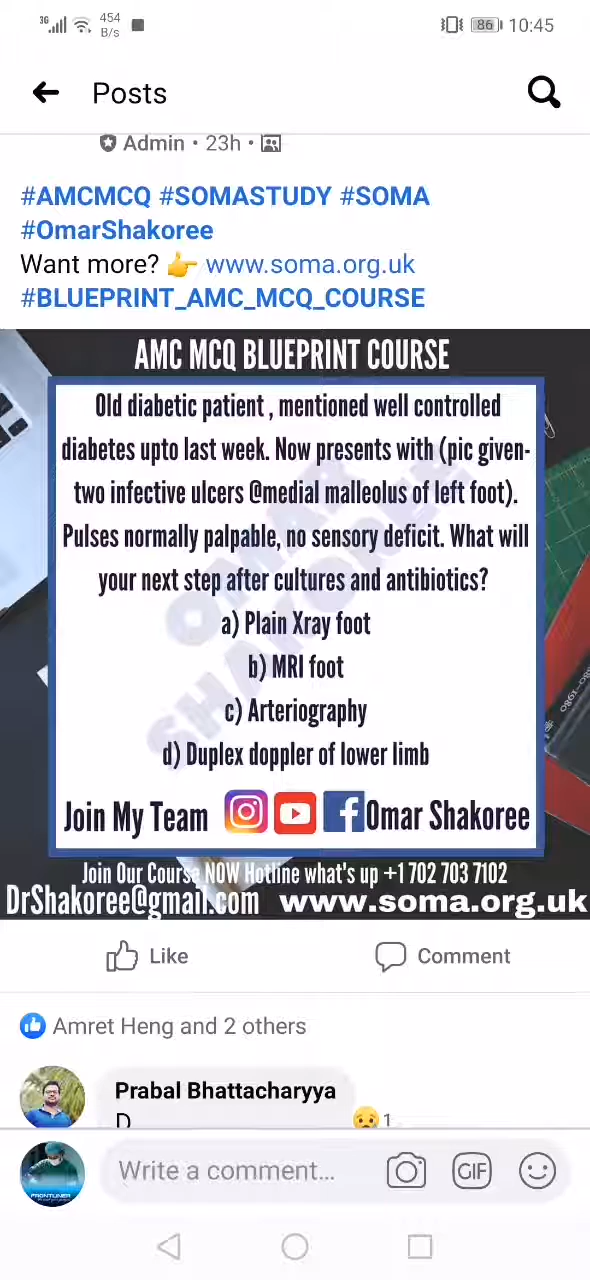 3G
454
B/s
86
10:45
Posts
Admin • 23h •
#AMCMCQ #SOMASTUDY #SOMA
#OmarShakoree
Want more? 👉 www.soma.org.uk
#BLUEPRINT_AMC_MCQ_COURSE
AMC MCQ BLUEPRINT COURSE
Old diabetic patient , mentioned well controlled
diabetes upto last week. Now presents with (pic given-
two infective ulcers @medial malleolus of left foot).
Pulses normally palpable, no sensory deficit. What will
your next step after cultures and antibiotics?
a) Plain Xray foot
b) MRI foot
c) Arteriography
d) Duplex doppler of lower limb
OMAR
SHAKOREE
Join My Team
Omar Shakoree
Join Our Course NOW Hotline what's up +1 702 703 7102
DrShakoree@gmail.com www.soma.org.uk
Like
Comment
Amret Heng and 2 others
Prabal Bhattacharyya
D
😧 1
FRONTLINER
Write a comment...
GIF